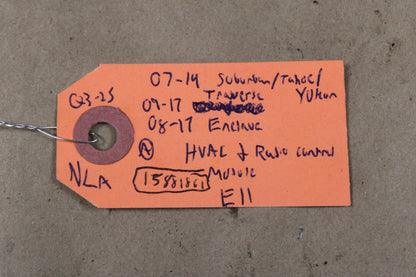 07-14 Suburban/Tahoe/
Q3-25
Traverse Yukon
09-17
08-17 Enclave
A HVAC & Radio Control
NLA 15881861 Module
E11